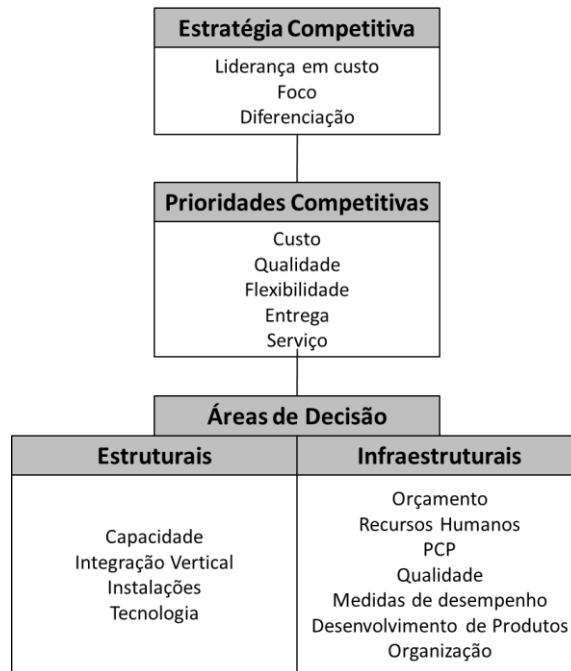 Estratégia Competitiva
Liderança em custo
Foco
Diferenciação
Prioridades Competitivas
Custo
Qualidade
Flexibilidade
Entrega
Serviço
Áreas de Decisão
Estruturais
Capacidade
Integração Vertical
Instalações
Tecnologia
Infraestruturais
Orçamento
Recursos Humanos
PCP
Qualidade
Medidas de desempenho
Desenvolvimento de Produtos
Organização